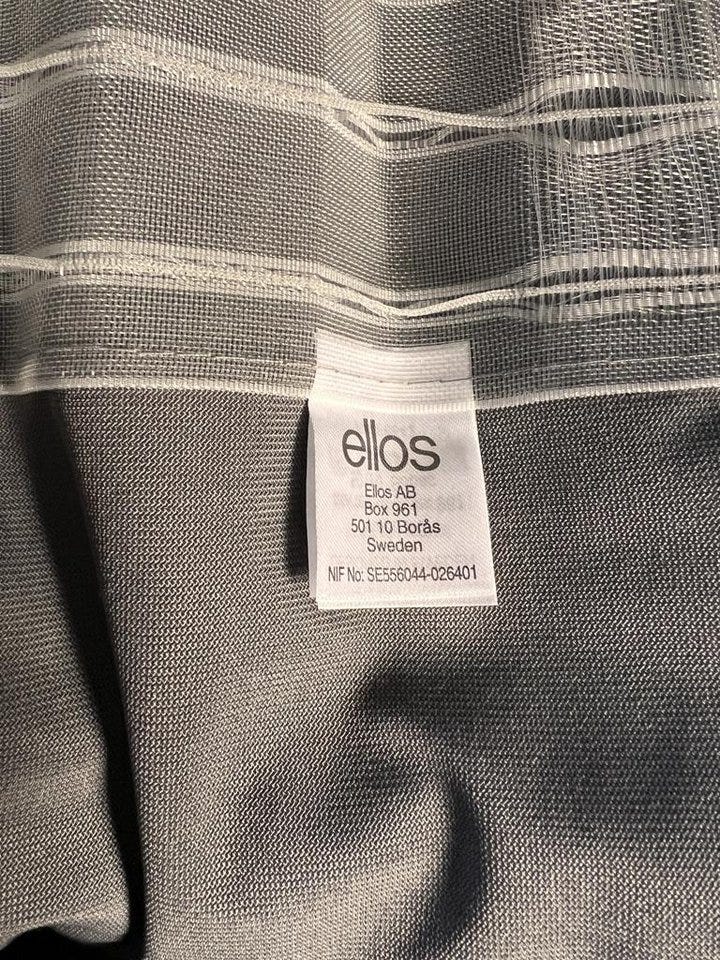 ellos
Ellos AB
Box 961
501 10 Borås
Sweden
NIF No: SE556044-026401